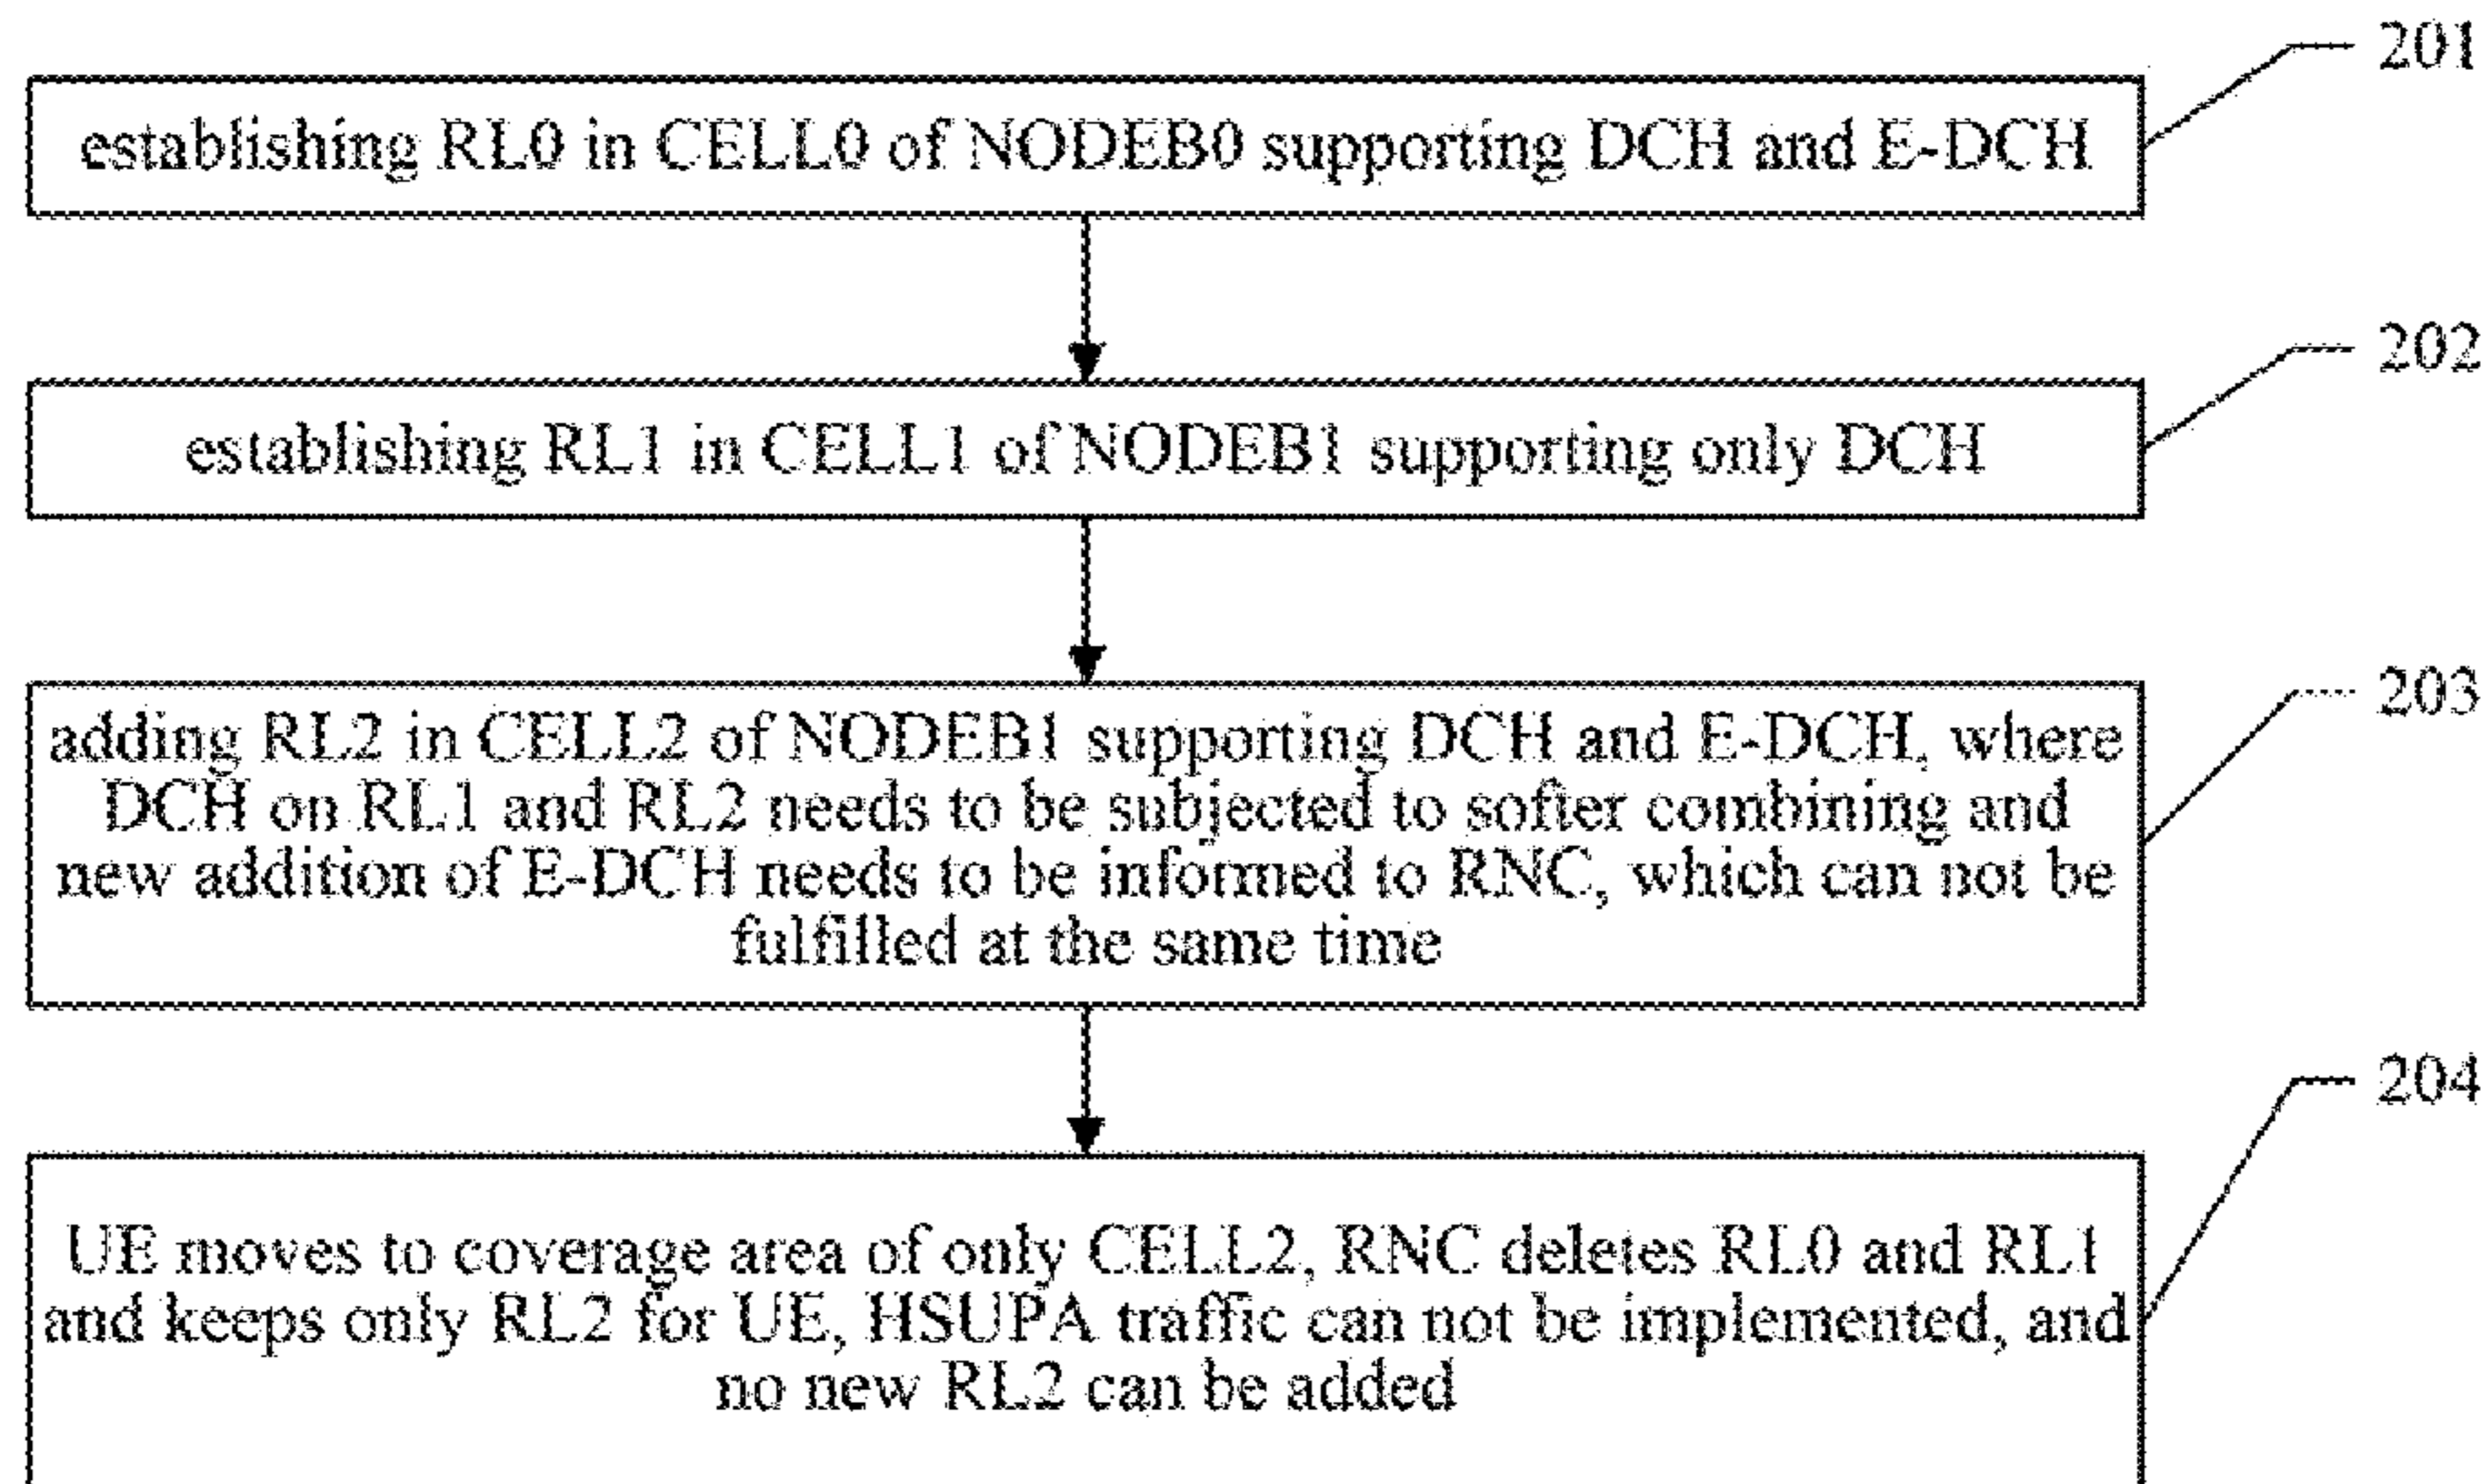 201
establishing RL0 in CELL0 of NODEB0 supporting DCH and E-DCH
202
establishing RL1 in CELL1 of NODEB1 supporting only DCH
203
adding RL2 in CELL2 of NODEB1 supporting DCH and E-DCH, where
DCH on RL1 and RL2 needs to be subjected to softer combining and
new addition of E-DCH needs to be informed to RNC, which can not be
fulfilled at the same time
204
UE moves to coverage area of only CELL2, RNC deletes RL0 and RL1
and keeps only RL2 for UE, HSUPA traffic can not be implemented, and
no new RL2 can be added